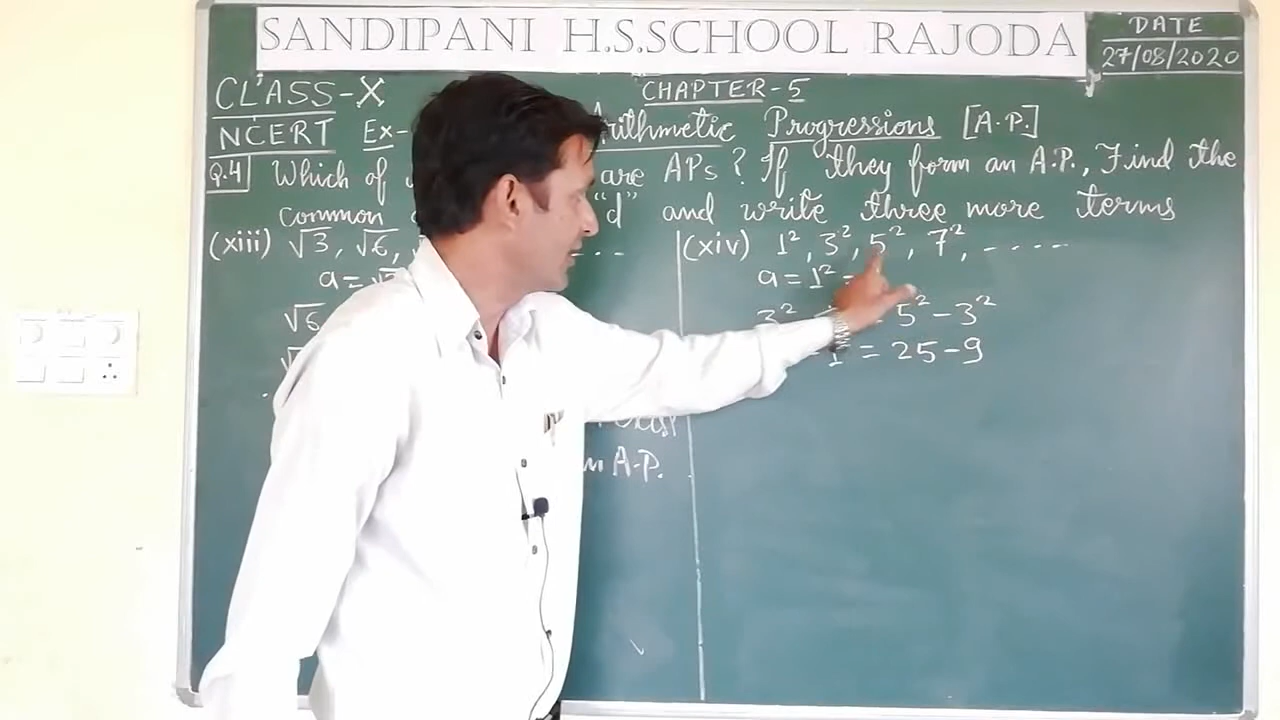 SANDIPANI H.S.SCHOOL RAJODA
DATE
27/08/2020
CLASS-X
CHAPTER-5
NCERT Ex- Arithmetic Progressions [A.P.]
Q.4 Which of are APs? If they form an A.P., Find the
common "d" and write three more terms
(xiii) √3, √6, ....
a=
√6
exist
A.P.
(xiv) 1², 3², 5², 7², .....
a = 1² =
3² = 5² - 3²
- 1 = 25 - 9